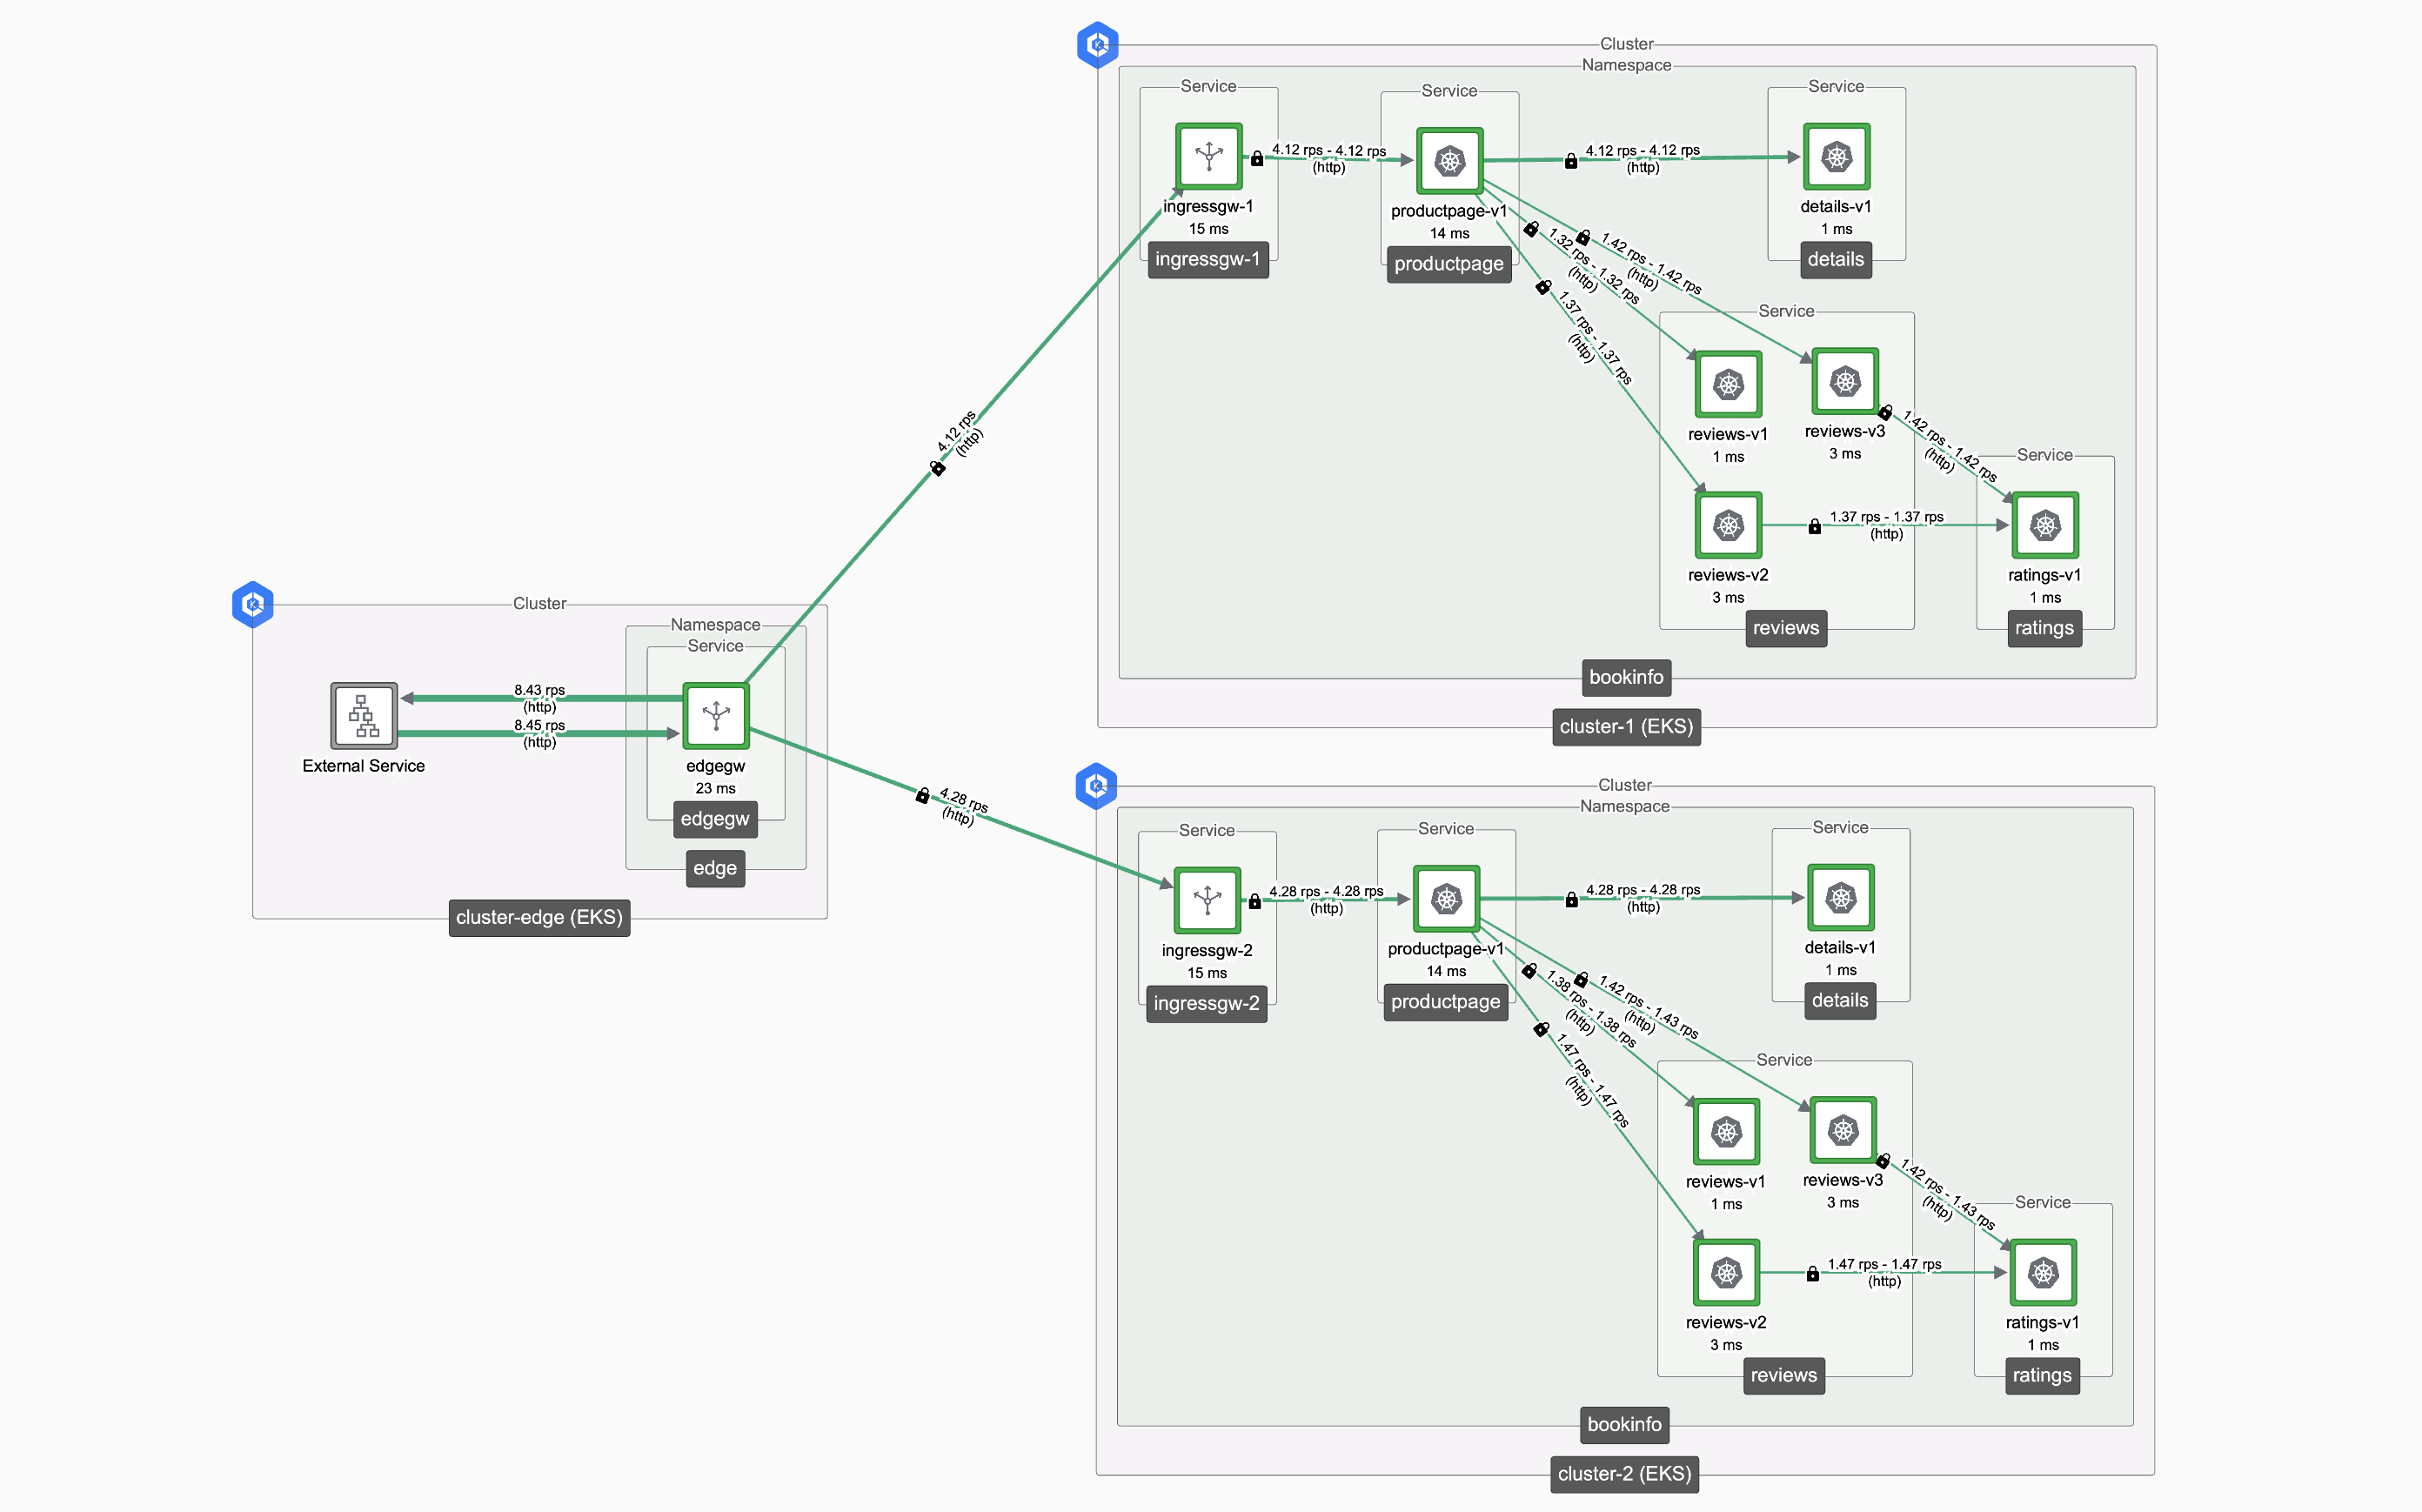 Cluster
Namespace
Service
ingressgw-1
15 ms
ingressgw-1
4.12 rps - 4.12 rps
(http)
Service
productpage-v1
14 ms
productpage
4.12 rps - 4.12 rps
(http)
Service
details-v1
1 ms
details
1.42 rps - 1.42 rps
(http)
1.32 rps - 1.32 rps
(http)
1.37 rps - 1.37 rps
(http)
Service
reviews-v1
1 ms
reviews-v3
3 ms
reviews-v2
3 ms
reviews
1.42 rps - 1.42 rps
(http)
1.37 rps - 1.37 rps
(http)
Service
ratings-v1
1 ms
ratings
bookinfo
cluster-1 (EKS)
4.12 rps
(http)
Cluster
Namespace
Service
External Service
8.43 rps
(http)
8.45 rps
(http)
edgegw
23 ms
edgegw
edge
cluster-edge (EKS)
4.28 rps
(http)
Cluster
Namespace
Service
ingressgw-2
15 ms
ingressgw-2
4.28 rps - 4.28 rps
(http)
Service
productpage-v1
14 ms
productpage
4.28 rps - 4.28 rps
(http)
Service
details-v1
1 ms
details
1.42 rps - 1.43 rps
(http)
1.38 rps - 1.38 rps
(http)
1.47 rps - 1.47 rps
(http)
Service
reviews-v1
1 ms
reviews-v3
3 ms
reviews-v2
3 ms
reviews
1.42 rps - 1.43 rps
(http)
1.47 rps - 1.47 rps
(http)
Service
ratings-v1
1 ms
ratings
bookinfo
cluster-2 (EKS)